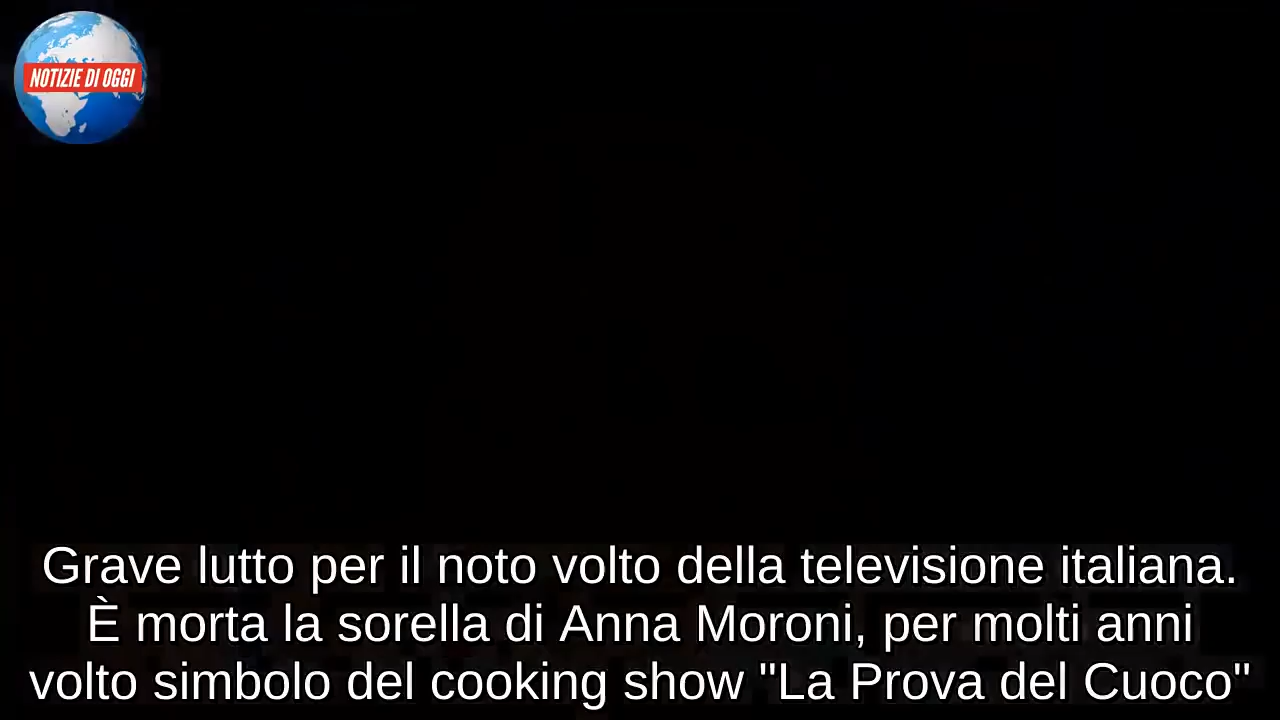 NOTIZIE DI OGGI
Grave lutto per il noto volto della televisione italiana.
È morta la sorella di Anna Moroni, per molti anni
volto simbolo del cooking show "La Prova del Cuoco"